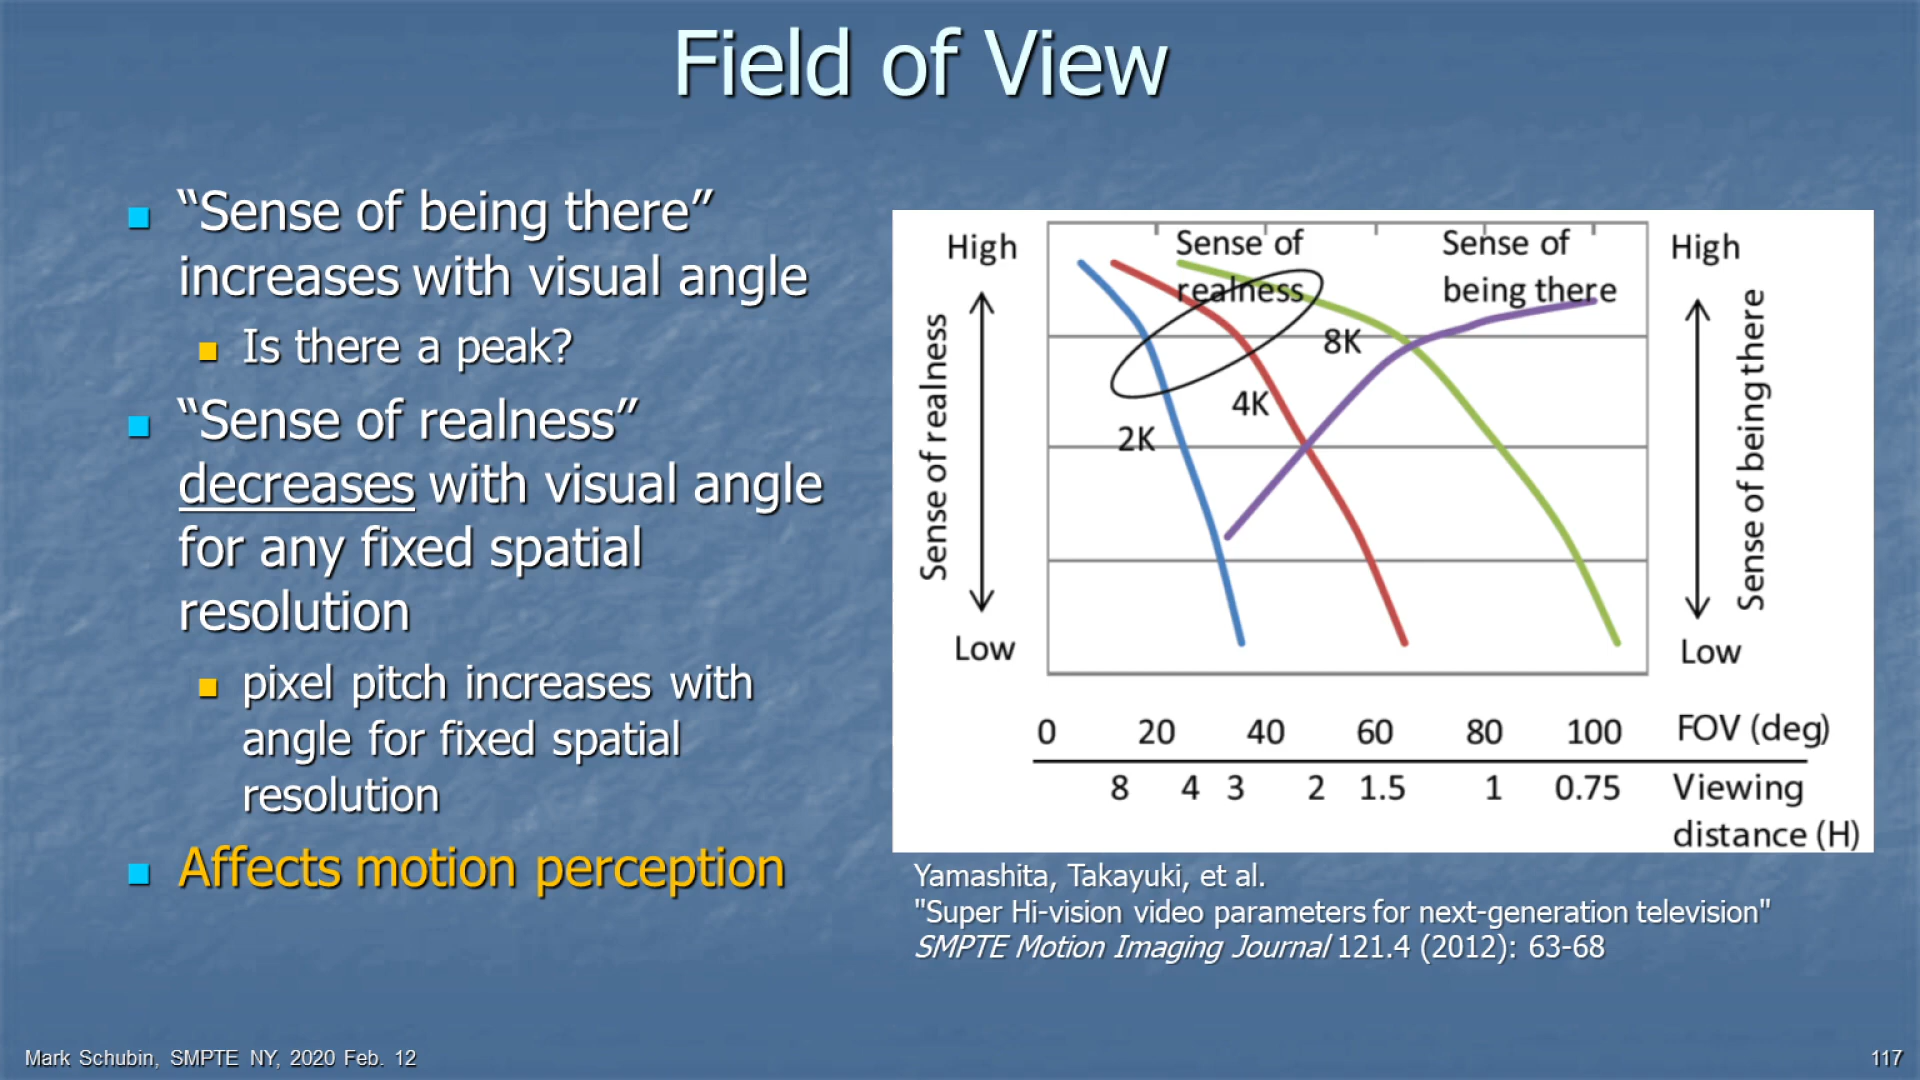 Field of View
“Sense of being there”
increases with visual angle
Is there a peak?
“Sense of realness”
decreases with visual angle
for any fixed spatial
resolution
pixel pitch increases with
angle for fixed spatial
resolution
Affects motion perception
High
Sense of realness
Low
Sense of
realness
Sense of
being there
8K
4K
2K
High
Sense of being there
Low
0 20 40 60 80 100 FOV (deg)
8 4 3 2 1.5 1 0.75 Viewing
distance (H)
Yamashita, Takayuki, et al.
"Super Hi-vision video parameters for next-generation television"
SMPTE Motion Imaging Journal 121.4 (2012): 63-68
Mark Schubin, SMPTE NY, 2020 Feb. 12
117